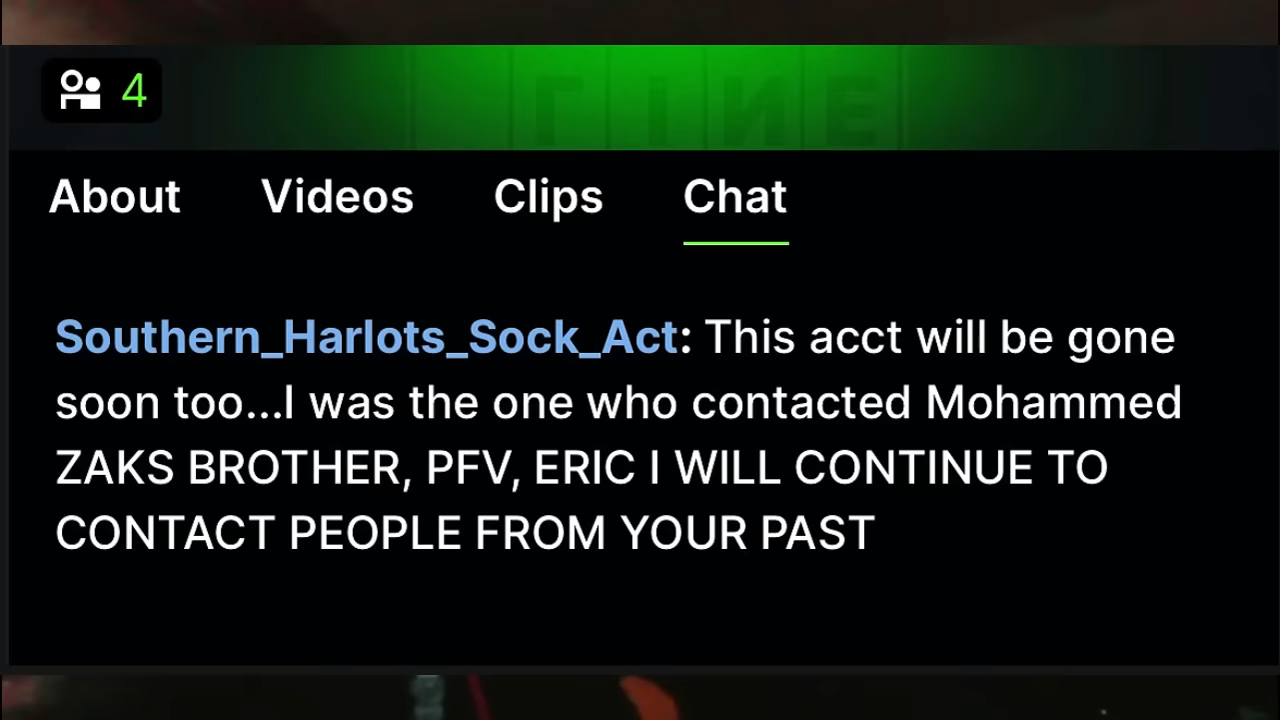 4
About Videos Clips Chat
Southern_Harlots_Sock_Act: This acct will be gone
soon too...I was the one who contacted Mohammed
ZAKS BROTHER, PFV, ERIC I WILL CONTINUE TO
CONTACT PEOPLE FROM YOUR PAST